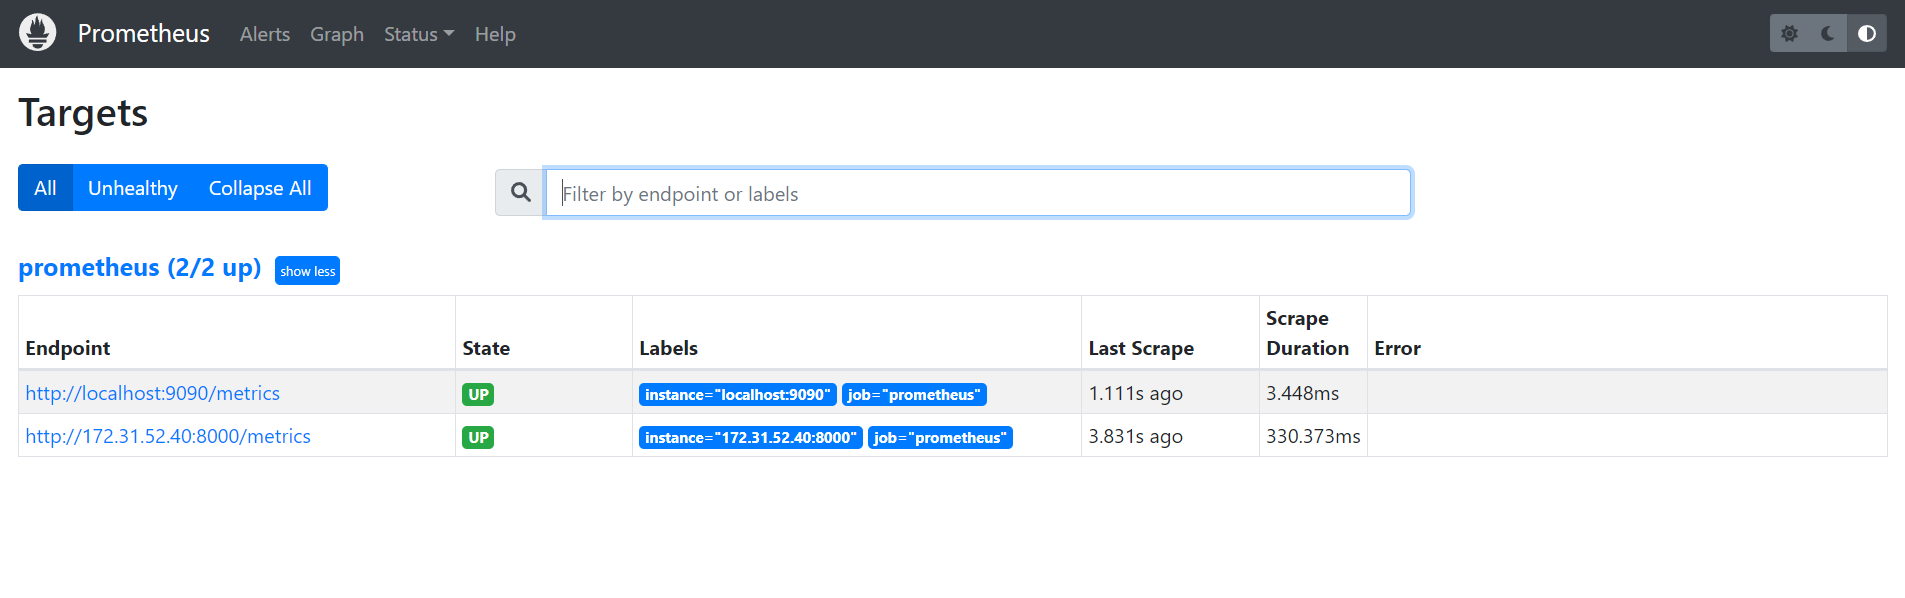 Prometheus Alerts Graph Status Help
Targets
All Unhealthy Collapse All Filter by endpoint or labels
prometheus (2/2 up) show less
Endpoint State Labels Last Scrape Scrape Duration Error
http://localhost:9090/metrics UP instance="localhost:9090" job="prometheus" 1.111s ago 3.448ms
http://172.31.52.40:8000/metrics UP instance="172.31.52.40:8000" job="prometheus" 3.831s ago 330.373ms